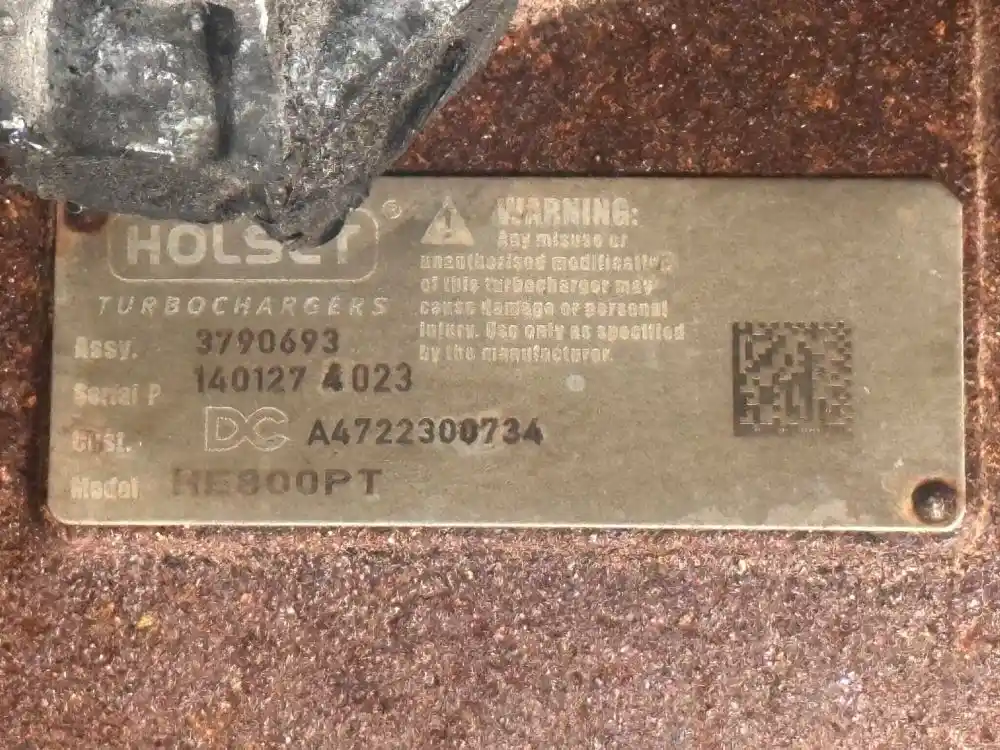 HOLSET®
TURBOCHARGERS
WARNING:
Any misuse or
unauthorised modification
of this turbocharger may
cause damage or personal
injury. Use only as specified
by the manufacturer.
Assy. 3790693
Serial P 140127 4023
Cust. DC A4722300734
Model HE800PT